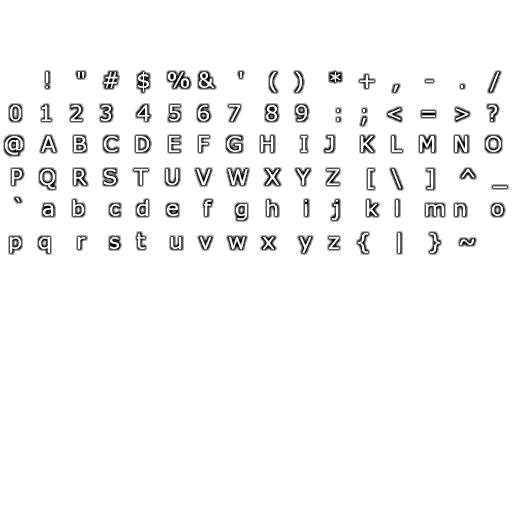 ! " # $ % & ' ( ) * + , - . /
0 1 2 3 4 5 6 7 8 9 : ; < = > ?
@ A B C D E F G H I J K L M N O
P Q R S T U V W X Y Z [ \ ] ^ _
` a b c d e f g h i j k l m n o
p q r s t u v w x y z { | } ~